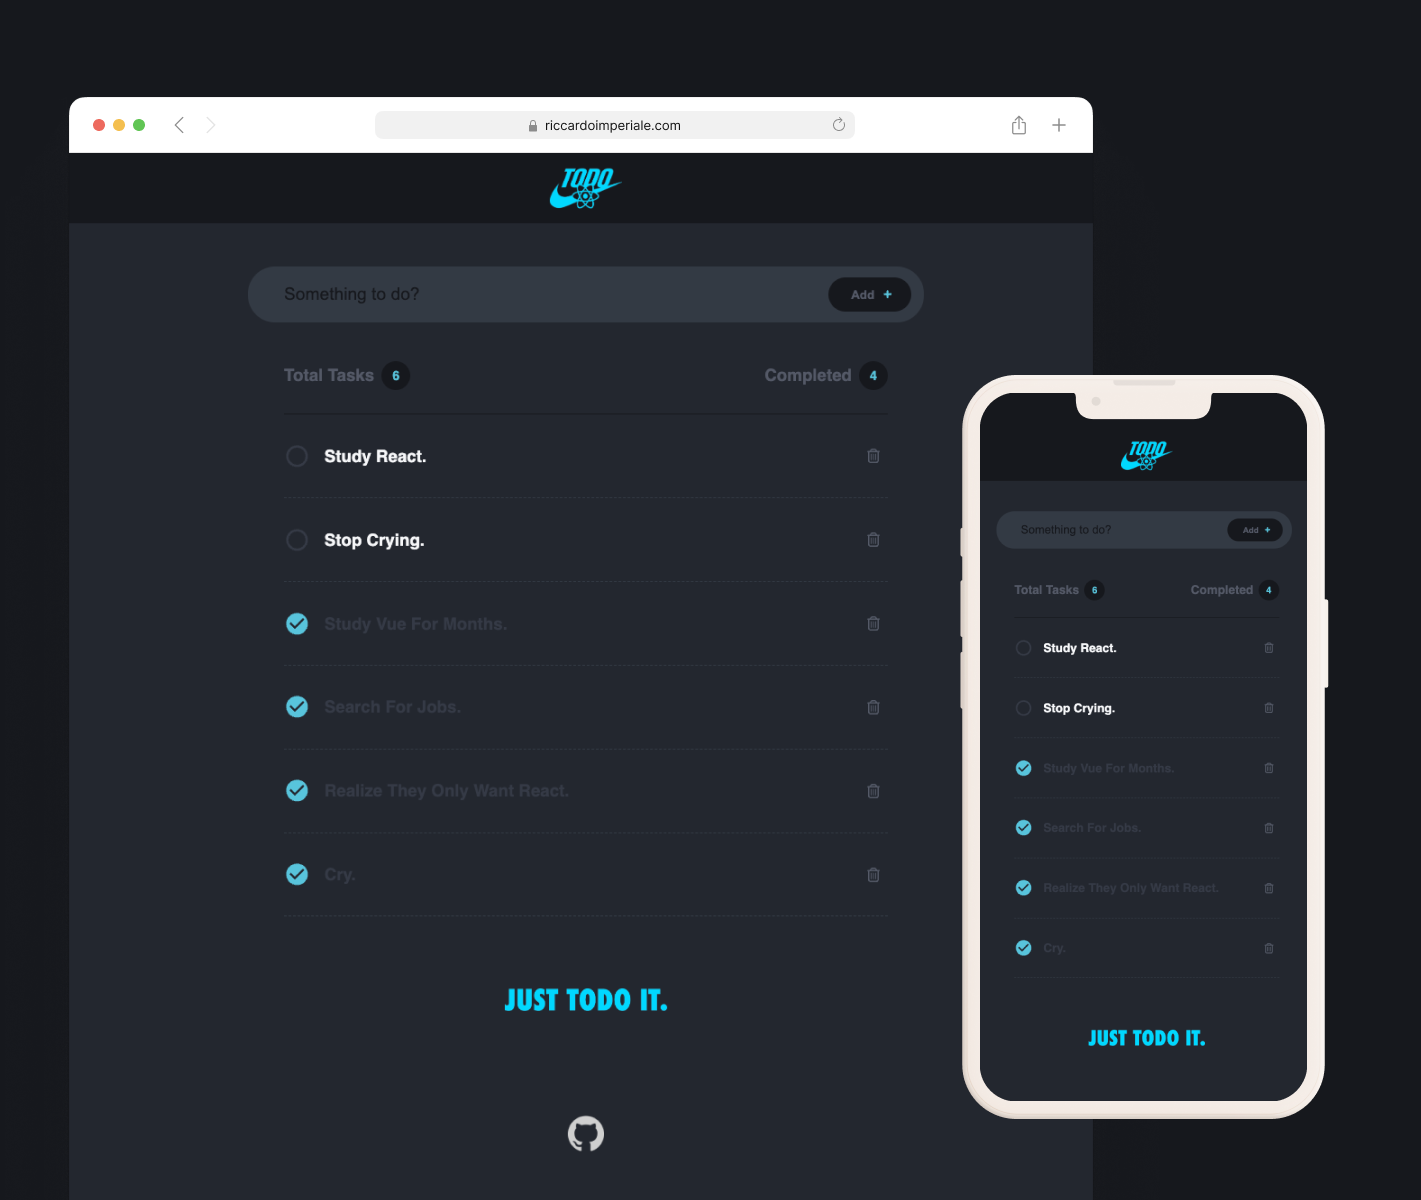 riccardoimperiale.com
TODO
Something to do?
Add +
Total Tasks 6
Completed 4
Study React.
Stop Crying.
Study Vue For Months.
Search For Jobs.
Realize They Only Want React.
Cry.
JUST TODO IT.
TODO
Something to do?
Add +
Total Tasks 6
Completed 4
Study React.
Stop Crying.
Study Vue For Months.
Search For Jobs.
Realize They Only Want React.
Cry.
JUST TODO IT.